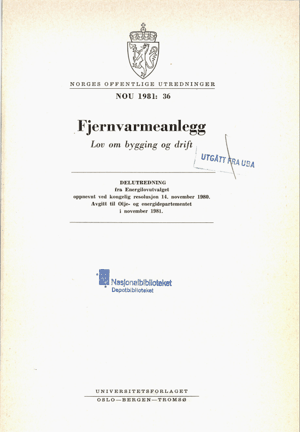 NORGES OFFENTLIGE UTREDNINGER
NOU 1981: 36
Fjernvarmeanlegg
Lov om bygging og drift
UTGÅTT FRA UBA
DELUTREDNING
fra Energilovutvalget
oppnevnt ved kongelig resolusjon 14. november 1980.
Avgitt til Olje- og energidepartementet
i november 1981.
Nasjonalbiblioteket
Depotbiblioteket
UNIVERSITETSFORLAGET
OSLO—BERGEN—TROMSØ